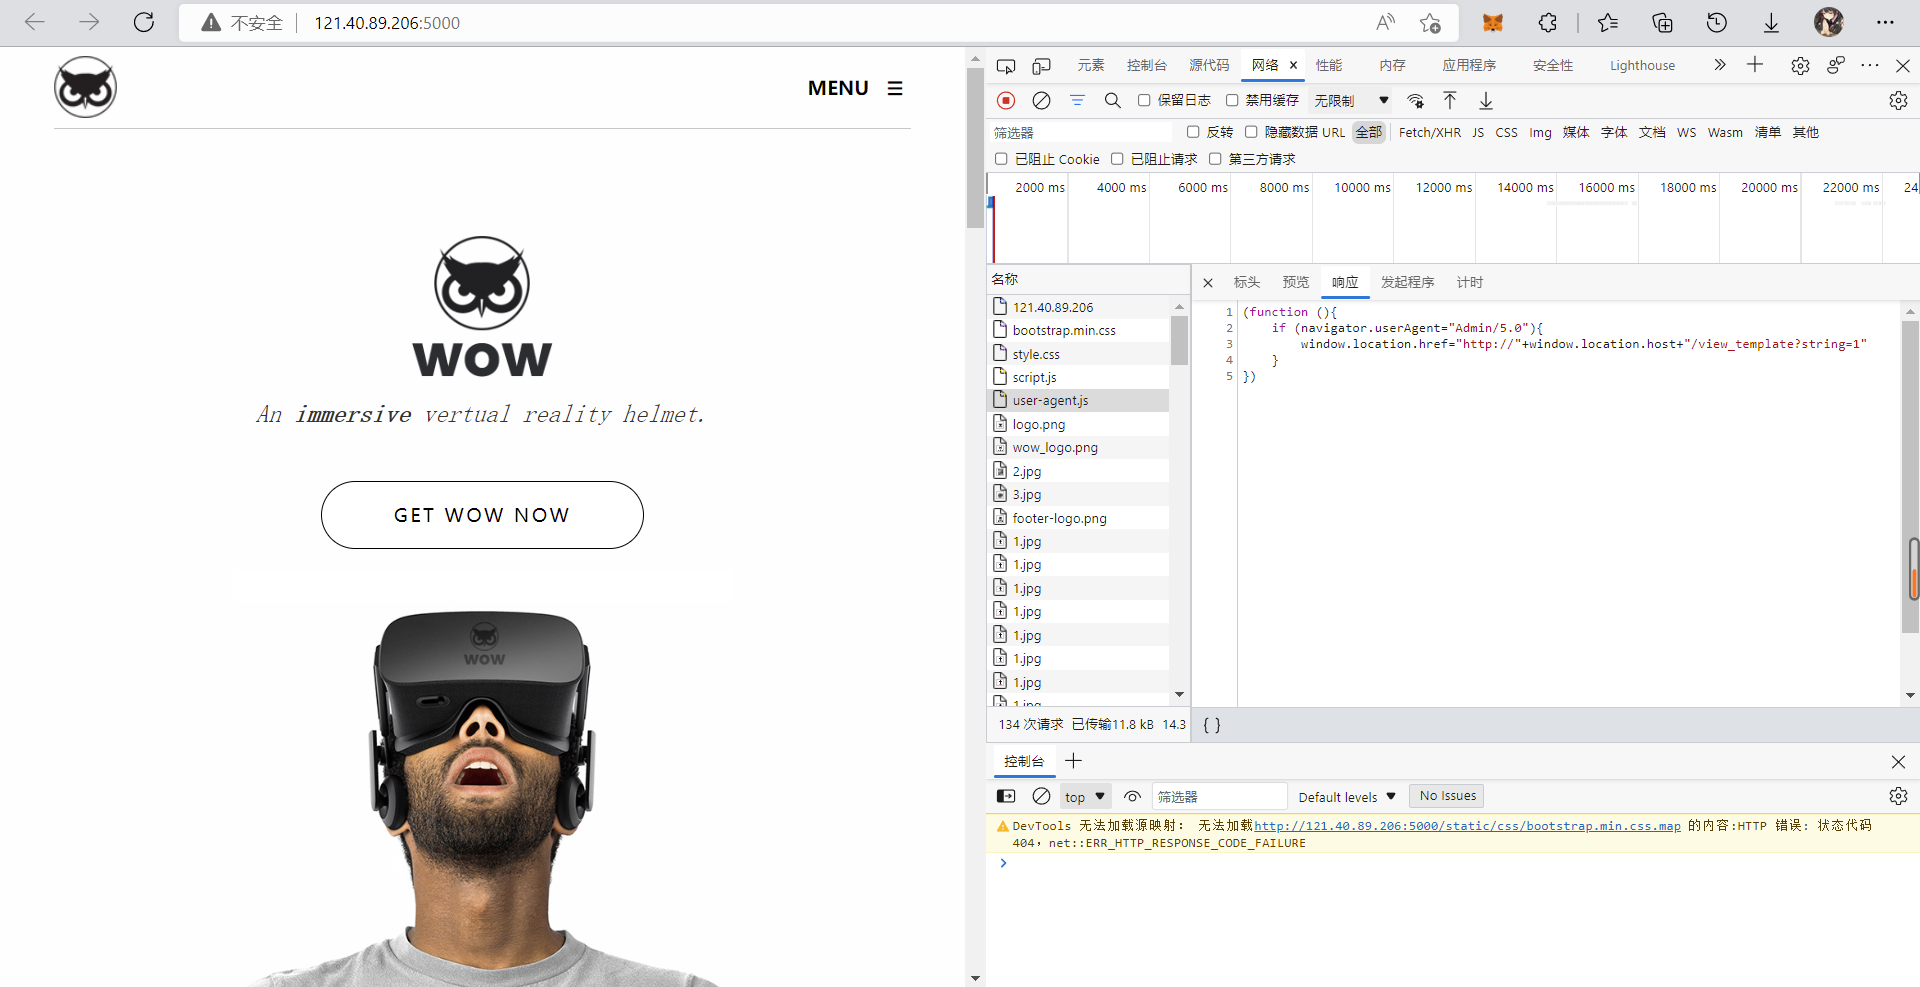 不安全 121.40.89.206:5000
MENU
WOW
An immersive vertual reality helmet.
GET WOW NOW
WOW
元素 控制台 源代码 网络 性能 内存 应用程序 安全性 Lighthouse
保留日志 禁用缓存 无限制
筛选器 反转 隐藏数据 URL 全部 Fetch/XHR JS CSS Img 媒体 字体 文档 WS Wasm 清单 其他
已阻止 Cookie 已阻止请求 第三方请求
2000 ms 4000 ms 6000 ms 8000 ms 10000 ms 12000 ms 14000 ms 16000 ms 18000 ms 20000 ms 22000 ms 24
名称
121.40.89.206
bootstrap.min.css
style.css
script.js
user-agent.js
logo.png
wow_logo.png
2.jpg
3.jpg
footer-logo.png
1.jpg
1.jpg
1.jpg
1.jpg
1.jpg
1.jpg
1.jpg
1.jpg
134 次请求 已传输11.8 kB 14.3
标头 预览 响应 发起程序 计时
1 (function (){
2 if (navigator.userAgent="Admin/5.0"){
3 window.location.href="http://"+window.location.host+"/view_template?string=1"
4 }
5 })
{ }
控制台
top 筛选器 Default levels No Issues
DevTools 无法加载源映射： 无法加载http://121.40.89.206:5000/static/css/bootstrap.min.css.map 的内容:HTTP 错误: 状态代码
404，net::ERR_HTTP_RESPONSE_CODE_FAILURE